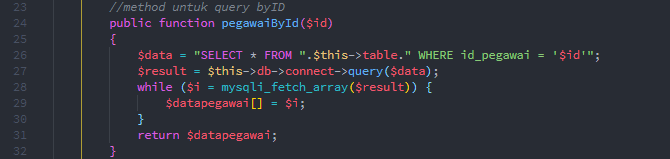 23 //method untuk query byID
24 public function pegawaiById($id)
25 {
26 $data = "SELECT * FROM ".$this->table." WHERE id_pegawai = '$id'";
27 $result = $this->db->connect->query($data);
28 while ($i = mysqli_fetch_array($result)) {
29 $datapegawai[] = $i;
30 }
31 return $datapegawai;
32 }